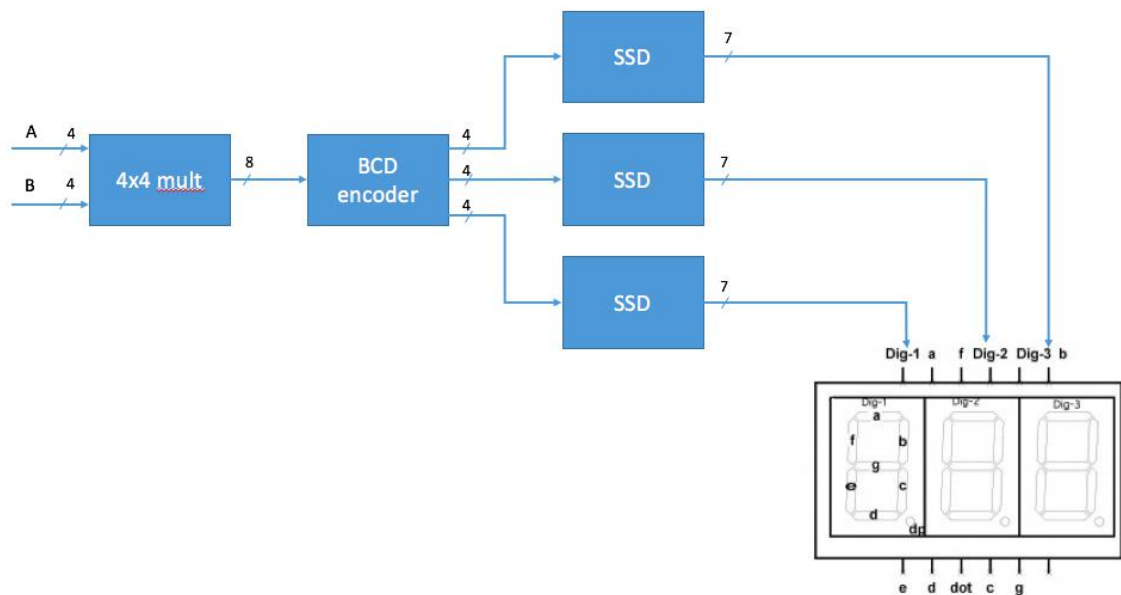 7
SSD
A
4
4
4x4 mult
8
BCD
encoder
4
4
4
SSD
7
B
4
SSD
7
Dig-1 a f Dig-2 Dig-3 b
Dig-1 Dig-2 Dig-3
a
f b
g
e c
d
dp
e d dot c g